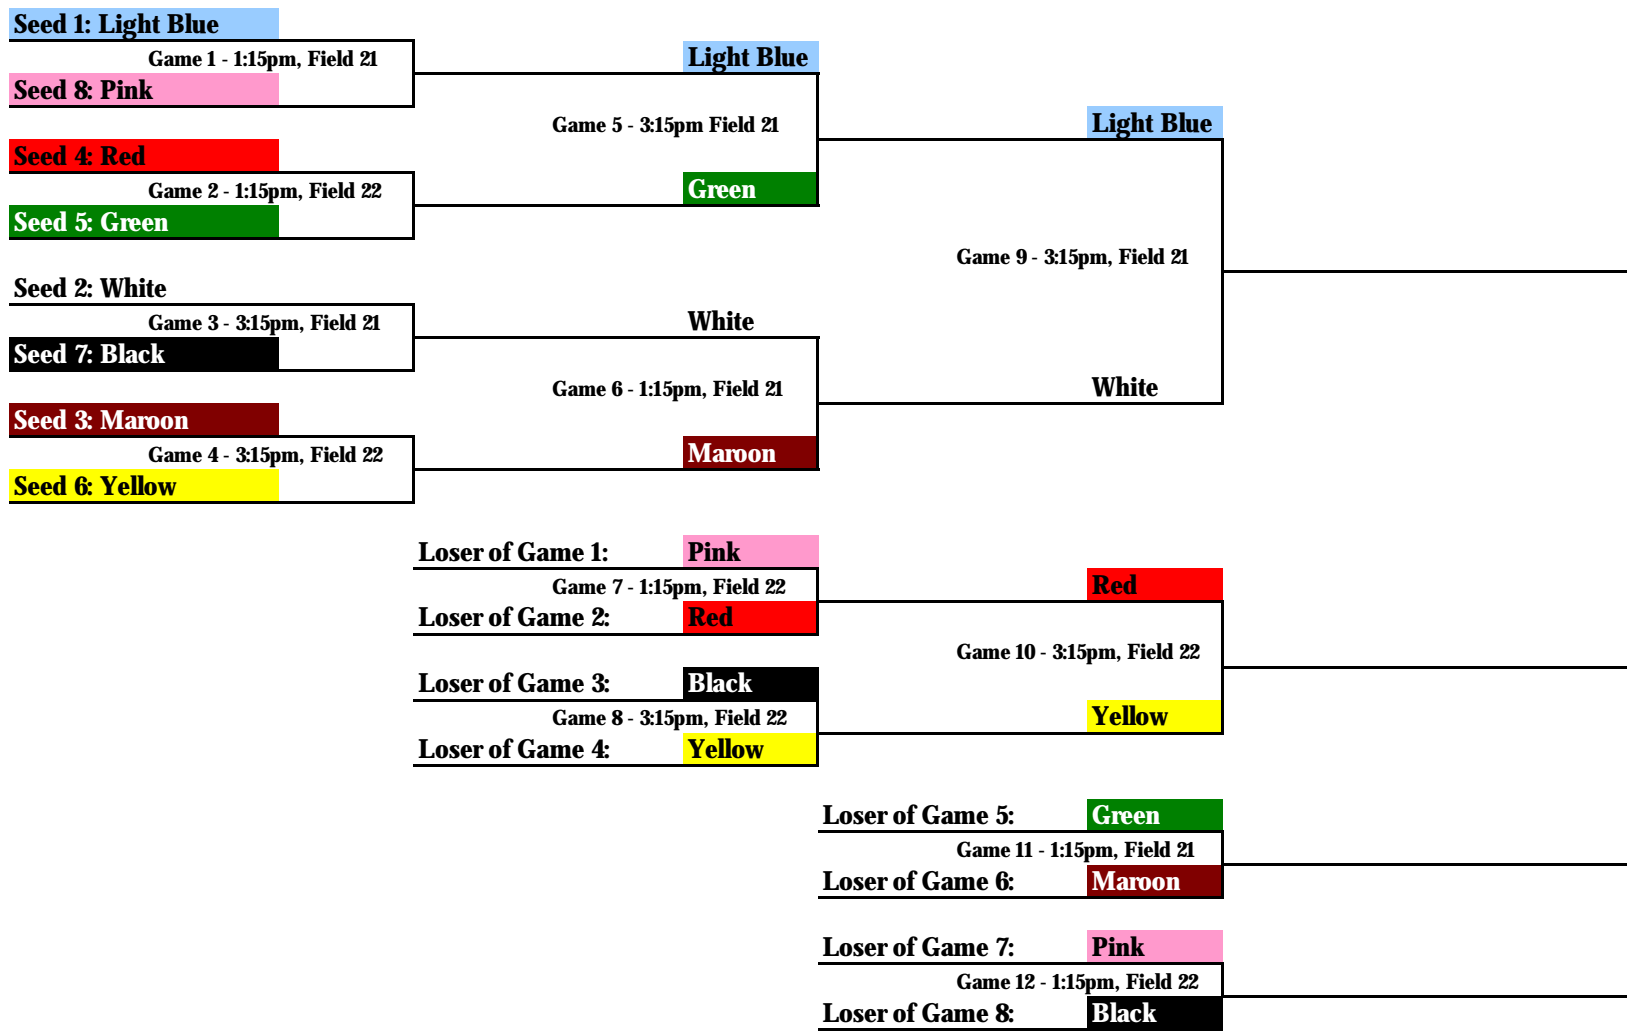 Seed 1: Light Blue
Game 1 - 1:15pm, Field 21
Seed 8: Pink
Seed 4: Red
Game 2 - 1:15pm, Field 22
Seed 5: Green
Seed 2: White
Game 3 - 3:15pm, Field 21
Seed 7: Black
Seed 3: Maroon
Game 4 - 3:15pm, Field 22
Seed 6: Yellow
Light Blue
Game 5 - 3:15pm Field 21
Green
White
Game 6 - 1:15pm, Field 21
Maroon
Loser of Game 1: Pink
Game 7 - 1:15pm, Field 22
Loser of Game 2: Red
Loser of Game 3: Black
Game 8 - 3:15pm, Field 22
Loser of Game 4: Yellow
Light Blue
Game 9 - 3:15pm, Field 21
White
Red
Game 10 - 3:15pm, Field 22
Yellow
Loser of Game 5: Green
Game 11 - 1:15pm, Field 21
Loser of Game 6: Maroon
Loser of Game 7: Pink
Game 12 - 1:15pm, Field 22
Loser of Game 8: Black